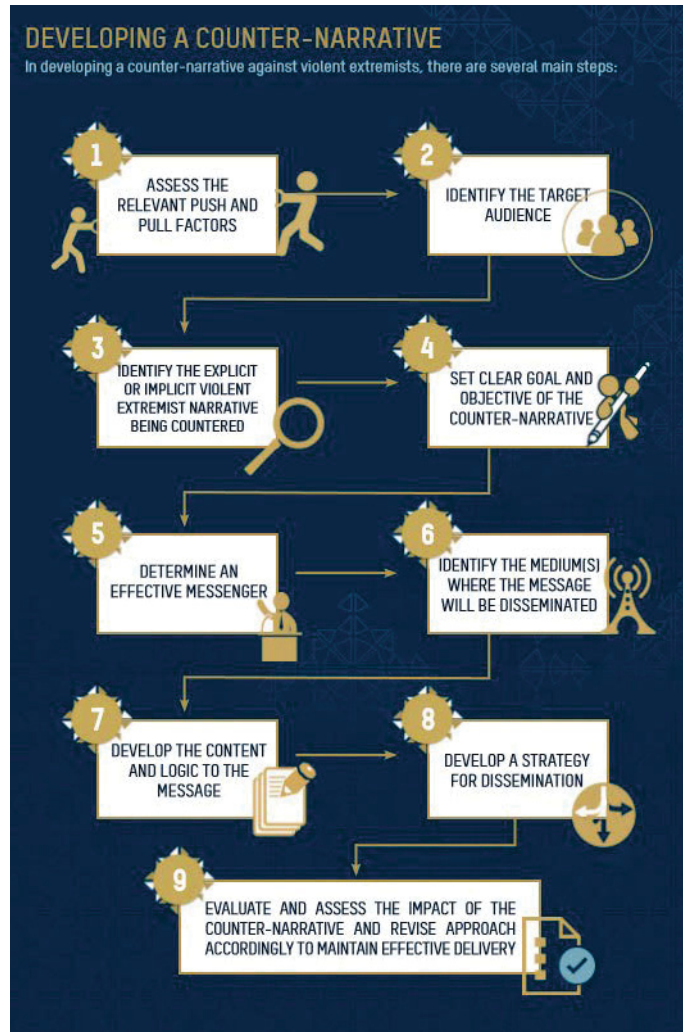 DEVELOPING A COUNTER-NARRATIVE
In developing a counter-narrative against violent extremists, there are several main steps:
1
ASSESS THE
RELEVANT PUSH AND
PULL FACTORS
2
IDENTIFY THE TARGET
AUDIENCE
3
IDENTIFY THE EXPLICIT
OR IMPLICIT VIOLENT
EXTREMIST NARRATIVE
BEING COUNTERED
4
SET CLEAR GOAL AND
OBJECTIVE OF THE
COUNTER-NARRATIVE
5
DETERMINE AN
EFFECTIVE MESSENGER
6
IDENTIFY THE MEDIUM(S)
WHERE THE MESSAGE
WILL BE DISSEMINATED
7
DEVELOP THE CONTENT
AND LOGIC TO THE
MESSAGE
8
DEVELOP A STRATEGY
FOR DISSEMINATION
9
EVALUATE AND ASSESS THE IMPACT OF THE
COUNTER-NARRATIVE AND REVISE APPROACH
ACCORDINGLY TO MAINTAIN EFFECTIVE DELIVERY